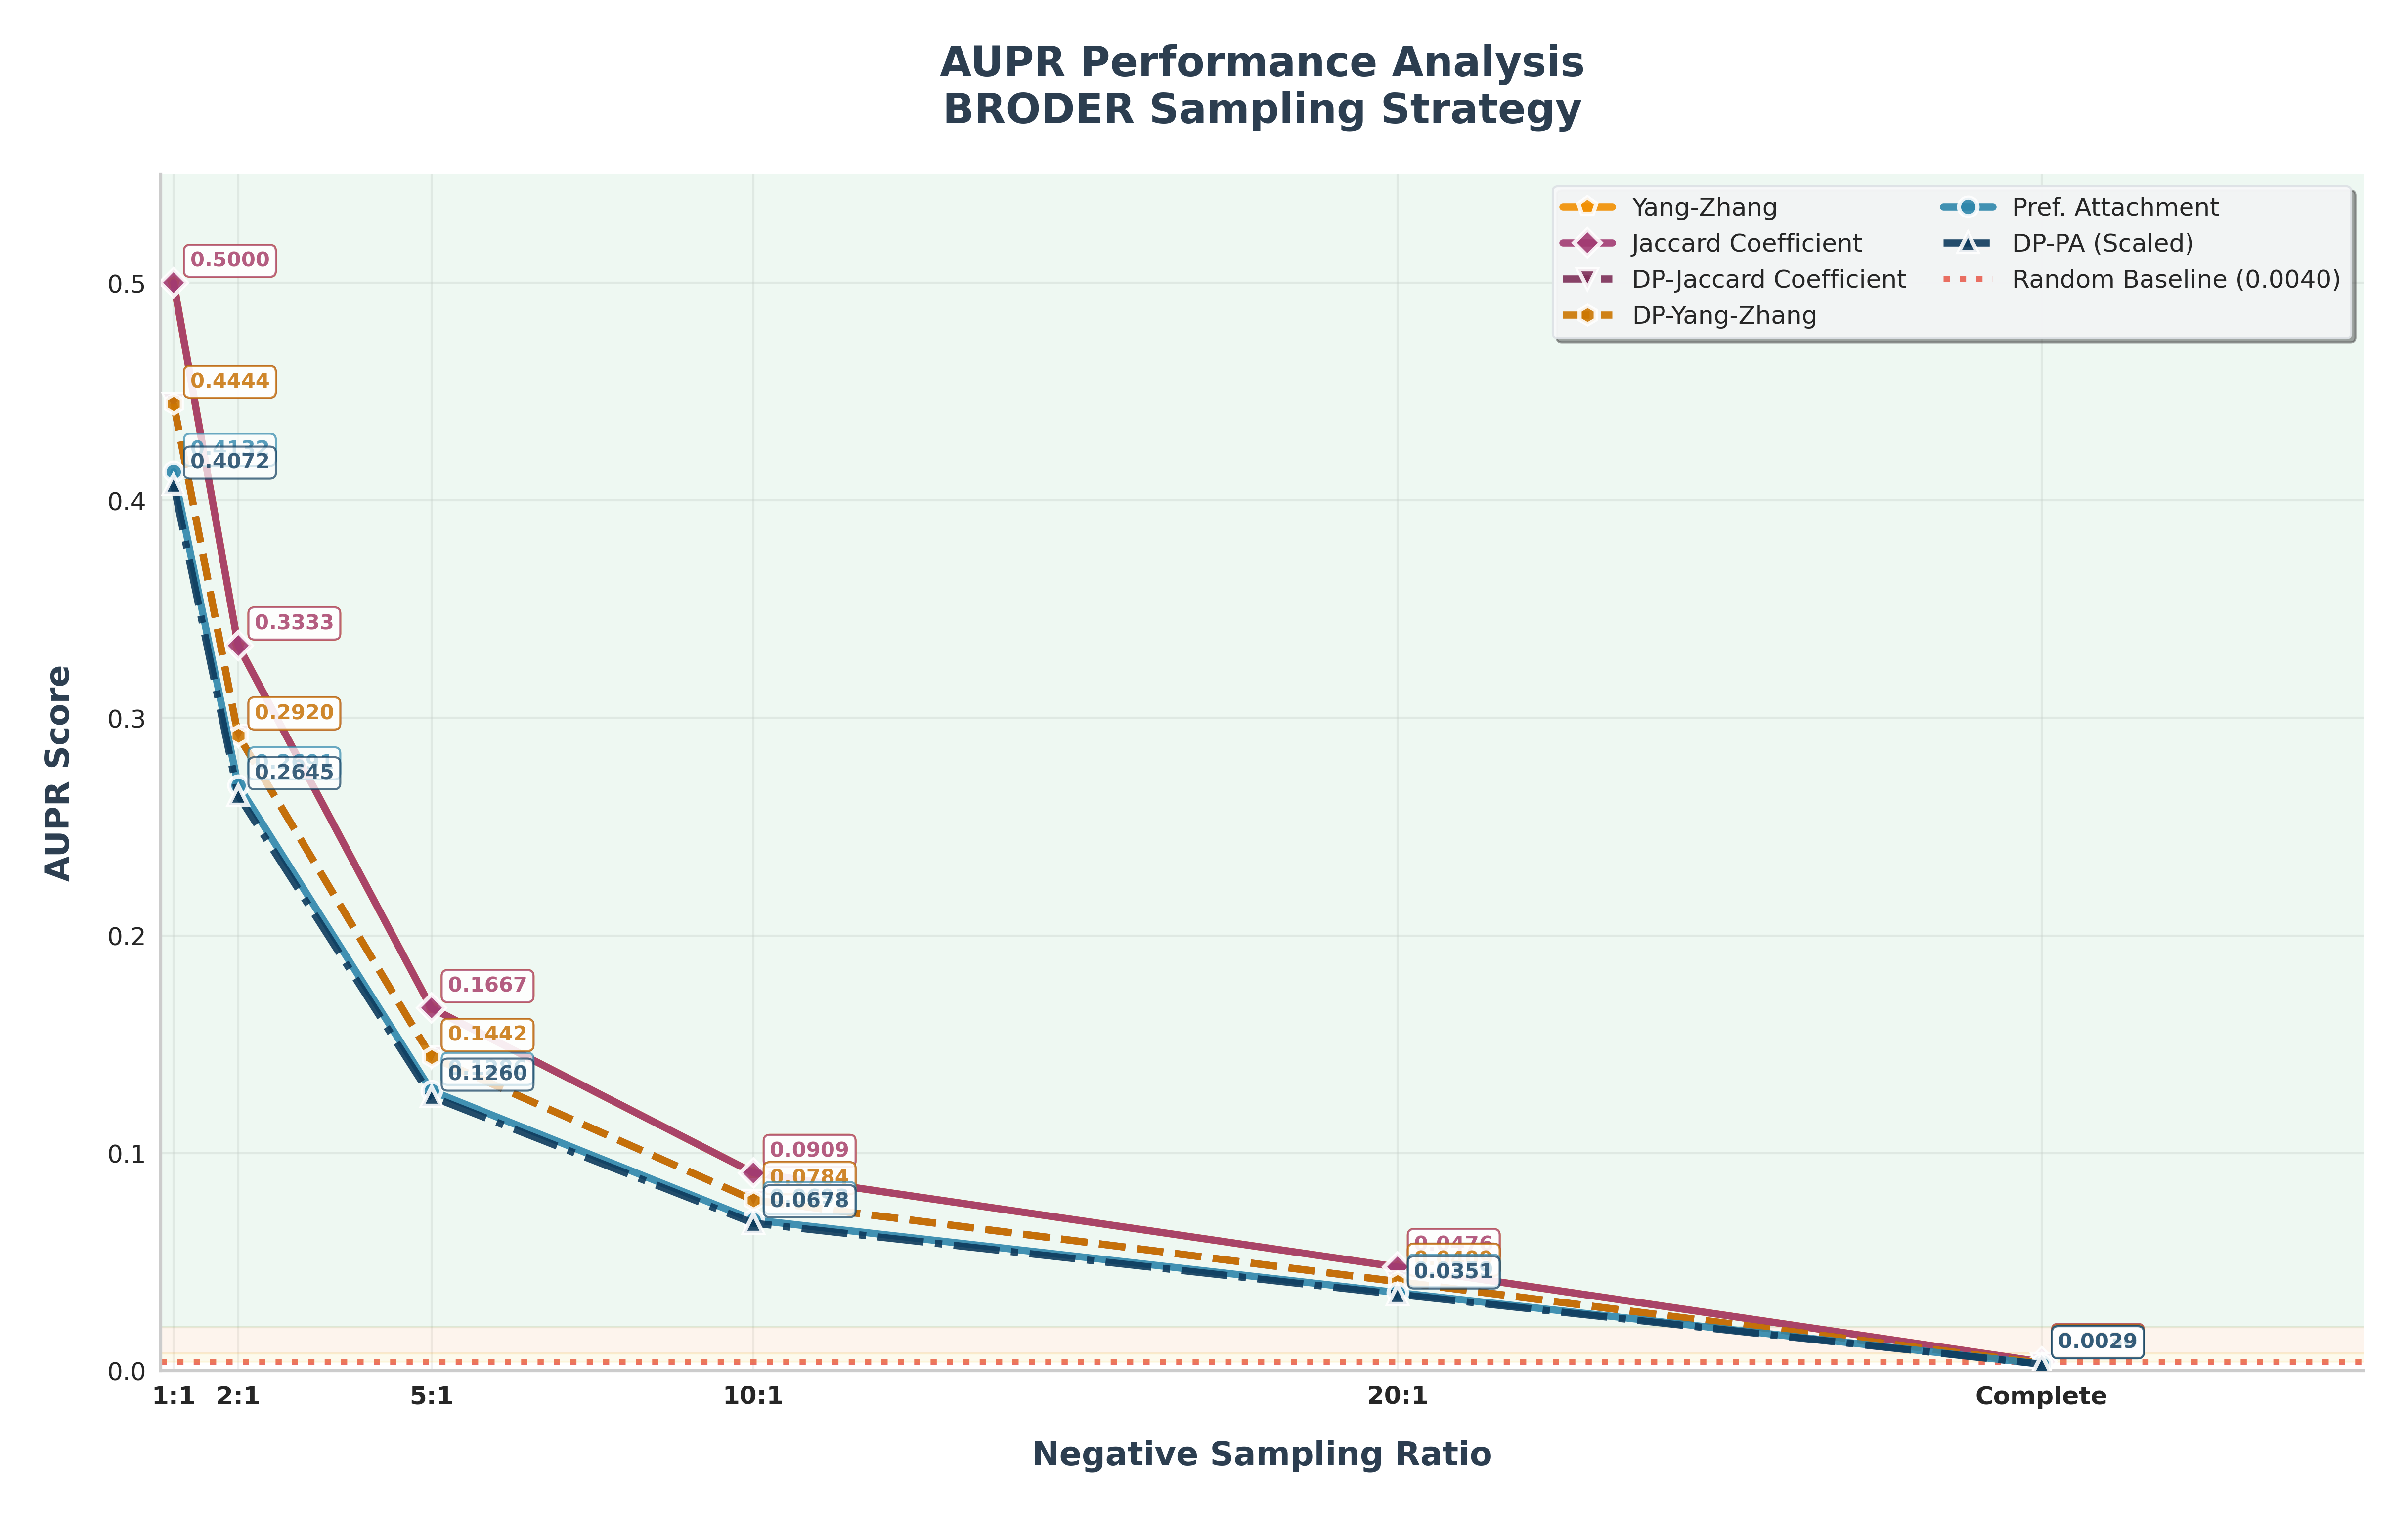 AUPR Performance Analysis
BRODER Sampling Strategy
Yang-Zhang
Jaccard Coefficient
DP-Jaccard Coefficient
DP-Yang-Zhang
Pref. Attachment
DP-PA (Scaled)
Random Baseline (0.0040)
AUPR Score
0.5
0.4
0.3
0.2
0.1
0.0
0.5000
0.4444
0.4132
0.4072
0.3333
0.2920
0.2645
0.1667
0.1442
0.1260
0.0909
0.0784
0.0678
0.0476
0.0351
0.0029
1:1
2:1
5:1
10:1
20:1
Complete
Negative Sampling Ratio